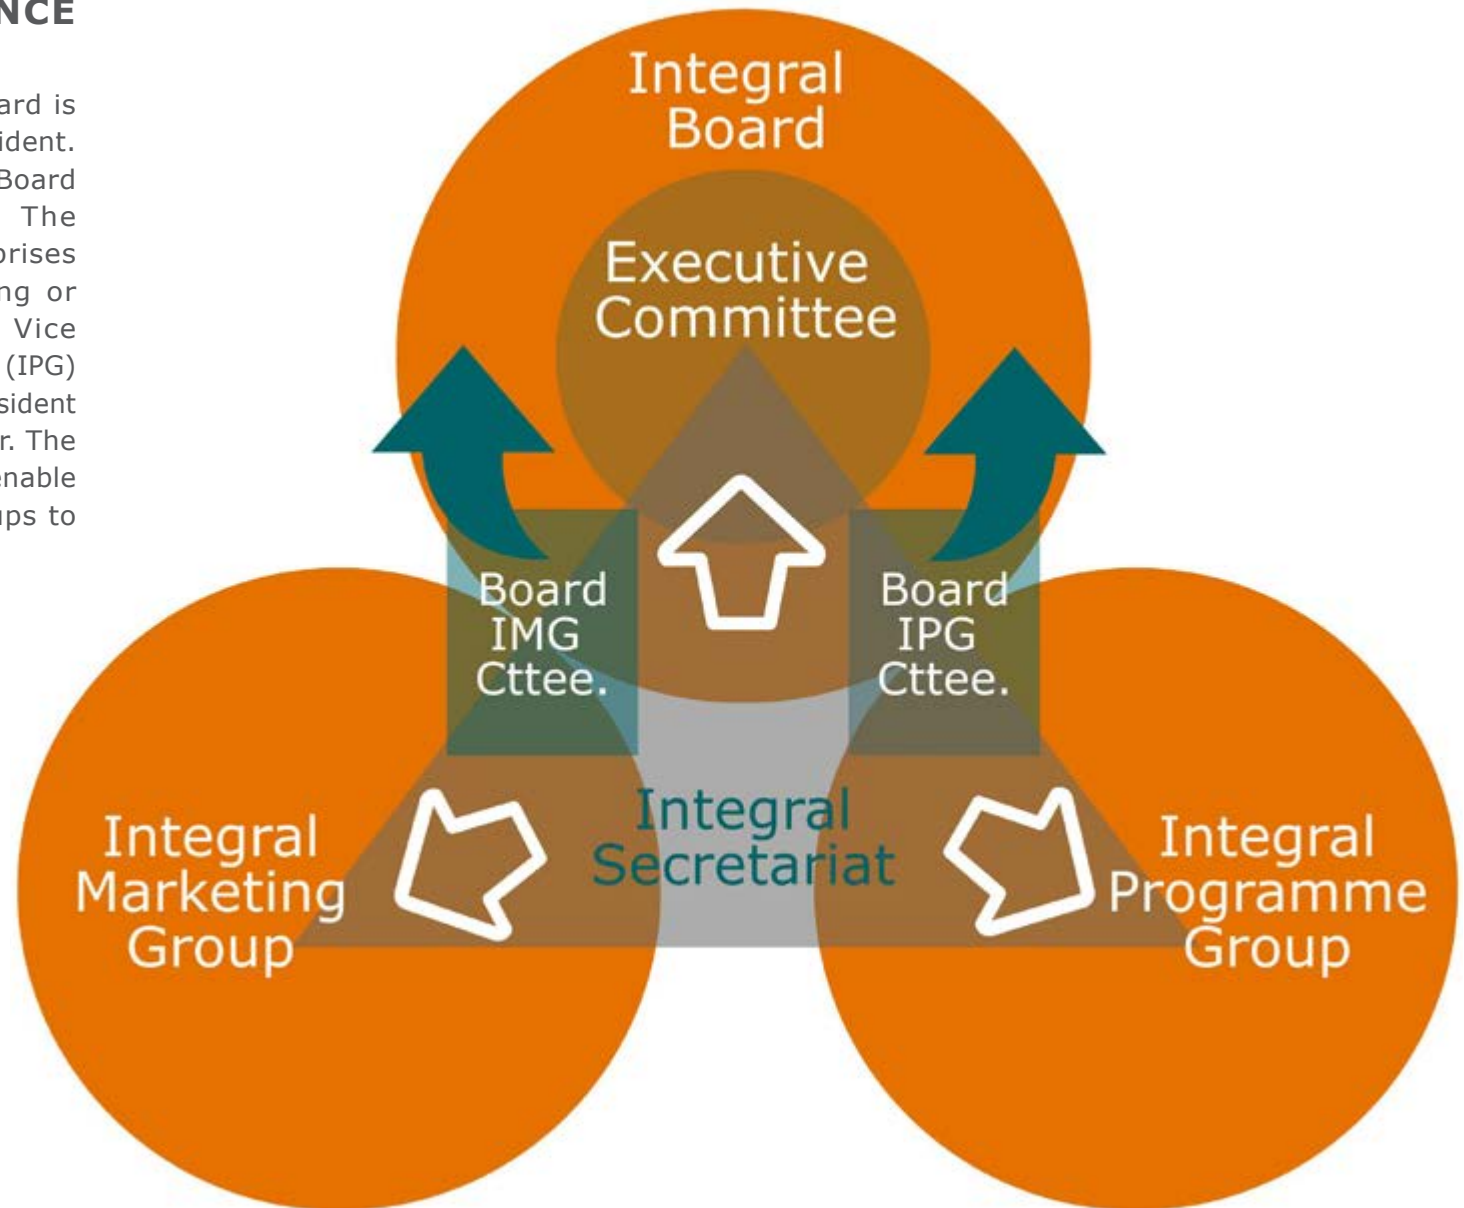 NCE
ard is
ident.
Board
The
prises
ng or
Vice
(IPG)
sident
r. The
enable
ups to
Integral
Board
Executive
Committee
Board
IMG
Cttee.
Board
IPG
Cttee.
Integral
Secretariat
Integral
Marketing
Group
Integral
Programme
Group